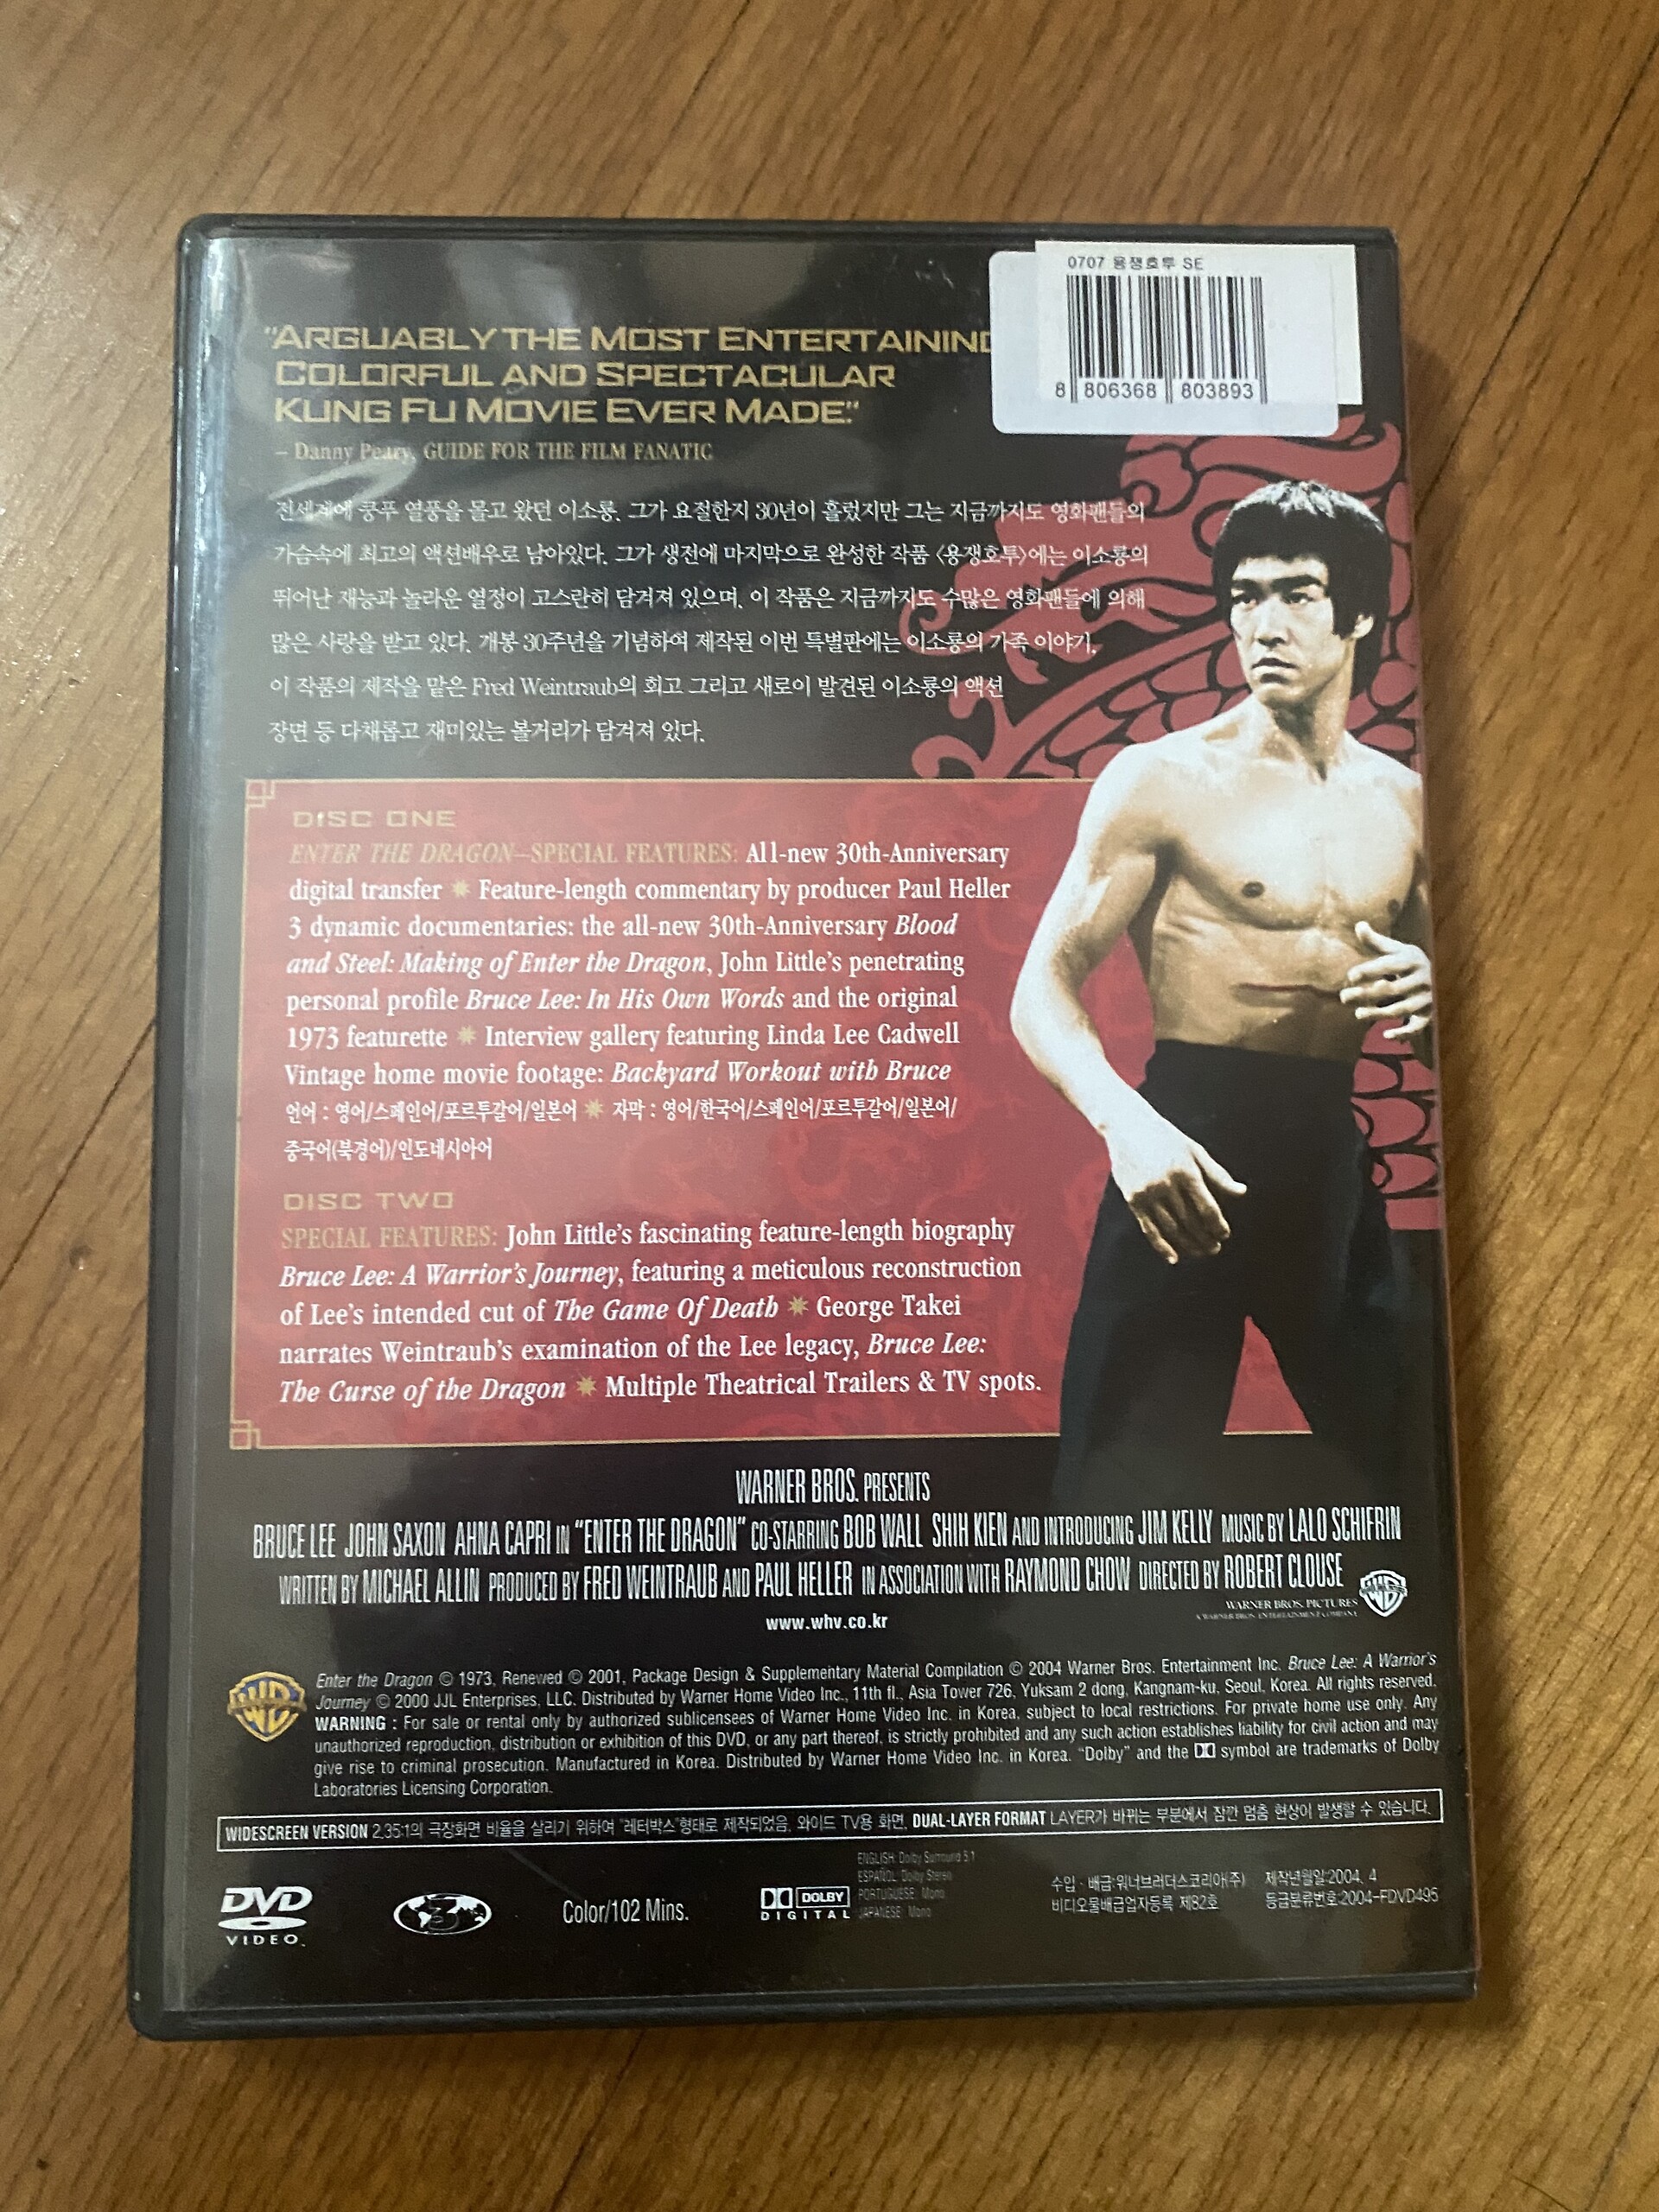 0707 용쟁호투 SE
8 806368 803893
"ARGUABLY THE MOST ENTERTAINING
COLORFUL AND SPECTACULAR
KUNG FU MOVIE EVER MADE."
– Danny Peary, GUIDE FOR THE FILM FANATIC
전세계에 쿵푸 열풍을 몰고 왔던 이소룡. 그가 요절한지 30년이 흘렀지만 그는 지금까지도 영화팬들의
가슴속에 최고의 액션배우로 남아있다. 그가 생전에 마지막으로 완성한 작품 <용쟁호투>에는 이소룡의
뛰어난 재능과 놀라운 열정이 고스란히 담겨져 있으며, 이 작품은 지금까지도 수많은 영화팬들에 의해
많은 사랑을 받고 있다. 개봉 30주년을 기념하여 제작된 이번 특별판에는 이소룡의 가족 이야기,
이 작품의 제작을 맡은 Fred Weintraub의 회고 그리고 새로이 발견된 이소룡의 액션
장면 등 다채롭고 재미있는 볼거리가 담겨져 있다.
DISC ONE
ENTER THE DRAGON—SPECIAL FEATURES: All-new 30th-Anniversary
digital transfer ✷ Feature-length commentary by producer Paul Heller
3 dynamic documentaries: the all-new 30th-Anniversary Blood
and Steel: Making of Enter the Dragon, John Little's penetrating
personal profile Bruce Lee: In His Own Words and the original
1973 featurette ✷ Interview gallery featuring Linda Lee Cadwell
Vintage home movie footage: Backyard Workout with Bruce
언어 : 영어/스페인어/포르투갈어/일본어 ✷ 자막 : 영어/한국어/스페인어/포르투갈어/일본어/
중국어(북경어)/인도네시아어
DISC TWO
SPECIAL FEATURES: John Little's fascinating feature-length biography
Bruce Lee: A Warrior's Journey, featuring a meticulous reconstruction
of Lee's intended cut of The Game Of Death ✷ George Takei
narrates Weintraub's examination of the Lee legacy, Bruce Lee:
The Curse of the Dragon ✷ Multiple Theatrical Trailers & TV spots.
WARNER BROS. PRESENTS
BRUCE LEE JOHN SAXON AHNA CAPRI IN "ENTER THE DRAGON" CO-STARRING BOB WALL SHIH KIEN AND INTRODUCING JIM KELLY MUSIC BY LALO SCHIFRIN
WRITTEN BY MICHAEL ALLIN PRODUCED BY FRED WEINTRAUB AND PAUL HELLER IN ASSOCIATION WITH RAYMOND CHOW DIRECTED BY ROBERT CLOUSE
WARNER BROS. PICTURES
A WARNER BROS. ENTERTAINMENT COMPANY
www.whv.co.kr
Enter the Dragon © 1973, Renewed © 2001, Package Design & Supplementary Material Compilation © 2004 Warner Bros. Entertainment Inc. Bruce Lee: A Warrior's
Journey © 2000 JJL Enterprises, LLC. Distributed by Warner Home Video Inc., 11th fl., Asia Tower 726, Yuksam 2 dong, Kangnam-ku, Seoul, Korea. All rights reserved.
WARNING : For sale or rental only by authorized sublicensees of Warner Home Video Inc. in Korea, subject to local restrictions. For private home use only. Any
unauthorized reproduction, distribution or exhibition of this DVD, or any part thereof, is strictly prohibited and any such action establishes liability for civil action and may
give rise to criminal prosecution. Manufactured in Korea. Distributed by Warner Home Video Inc. in Korea. "Dolby" and the symbol are trademarks of Dolby
Laboratories Licensing Corporation.
WIDESCREEN VERSION 2.35:1의 극장화면 비율을 살리기 위하여 "레터박스"형태로 제작되었음. 와이드 TV용 화면. DUAL-LAYER FORMAT LAYER가 바뀌는 부분에서 잠깐 멈춤 현상이 발생할 수 있습니다.
DVD
VIDEO
3
Color/102 Mins.
DOLBY
DIGITAL
ENGLISH: Dolby Surround 5.1
ESPAÑOL: Dolby Stereo
PORTUGUESE: Mono
JAPANESE: Mono
수입 · 배급:워너브러더스코리아(주) 제작년월일:2004. 4
비디오물배급업자등록 제82호 등급분류번호:2004-FDVD495